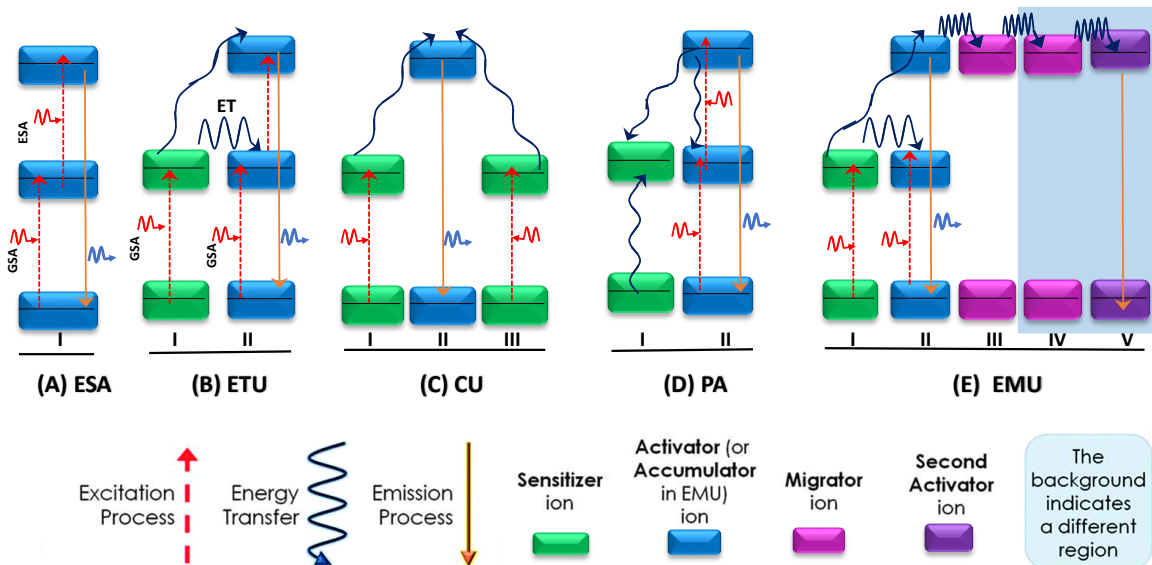 ESA
GSA
I
(A) ESA
ET
GSA
GSA
I II
(B) ETU
I II III
(C) CU
I II
(D) PA
I II III IV V
(E) EMU
Excitation
Process
Energy
Transfer
Emission
Process
Sensitizer
ion
Activator (or
Accumulator
in EMU)
ion
Migrator
ion
Second
Activator
ion
The
background
indicates
a different
region